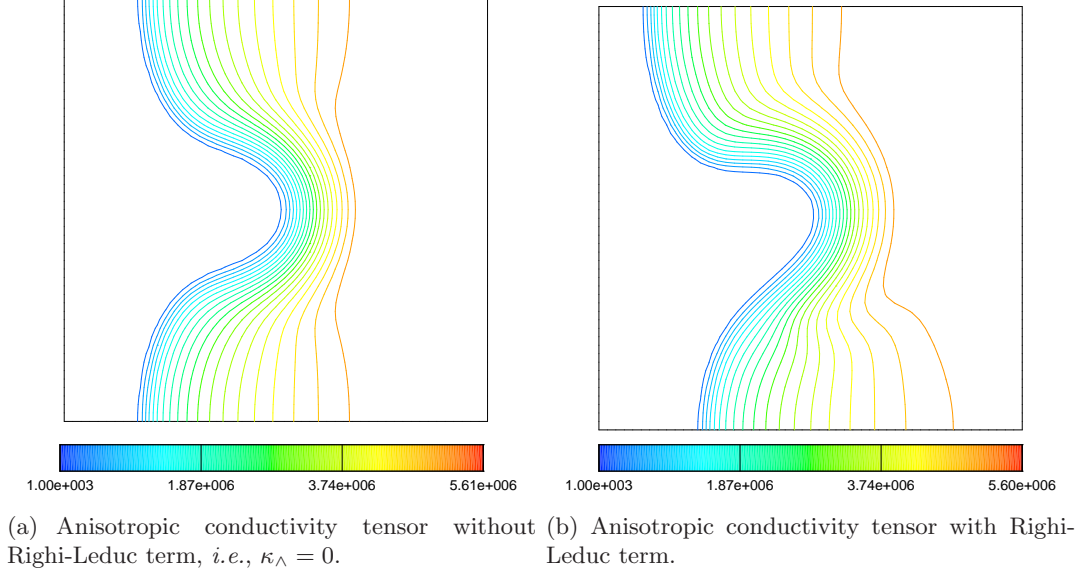 1.00e+003 1.87e+006 3.74e+006 5.61e+006
1.00e+003 1.87e+006 3.74e+006 5.60e+006
(a) Anisotropic conductivity tensor without
Righi-Leduc term, i.e., κ∧ = 0.
(b) Anisotropic conductivity tensor with Righi-
Leduc term.